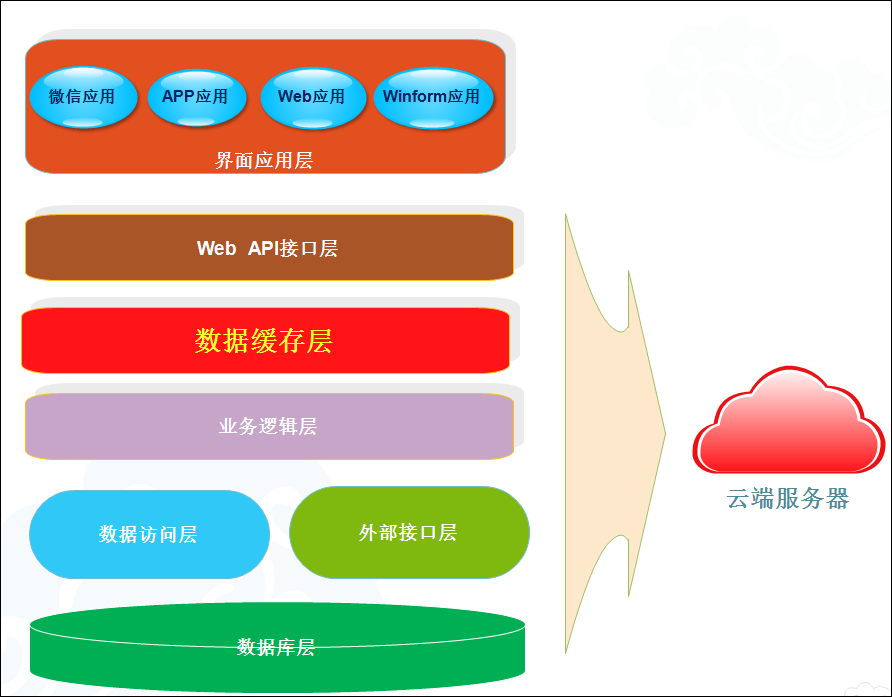 微信应用
APP应用
Web应用
Winform应用
界面应用层
Web API接口层
数据缓存层
业务逻辑层
数据访问层
外部接口层
云端服务器
数据库层